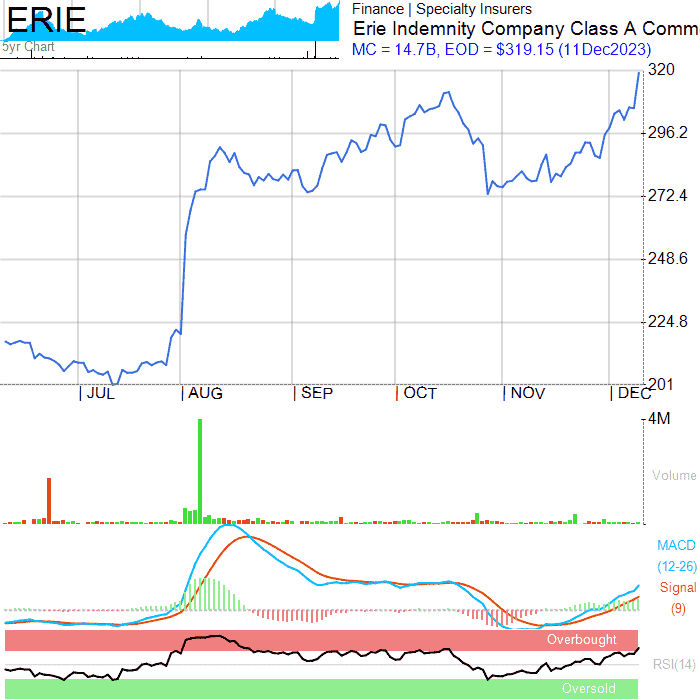 ERIE
5yr Chart
Finance | Specialty Insurers
Erie Indemnity Company Class A Comm
MC = 14.7B, EOD = $319.15 (11Dec2023)
320
296.2
272.4
248.6
224.8
201
JUL
AUG
SEP
OCT
NOV
DEC
4M
Volume
MACD
(12-26)
Signal
(9)
Overbought
RSI(14)
Oversold